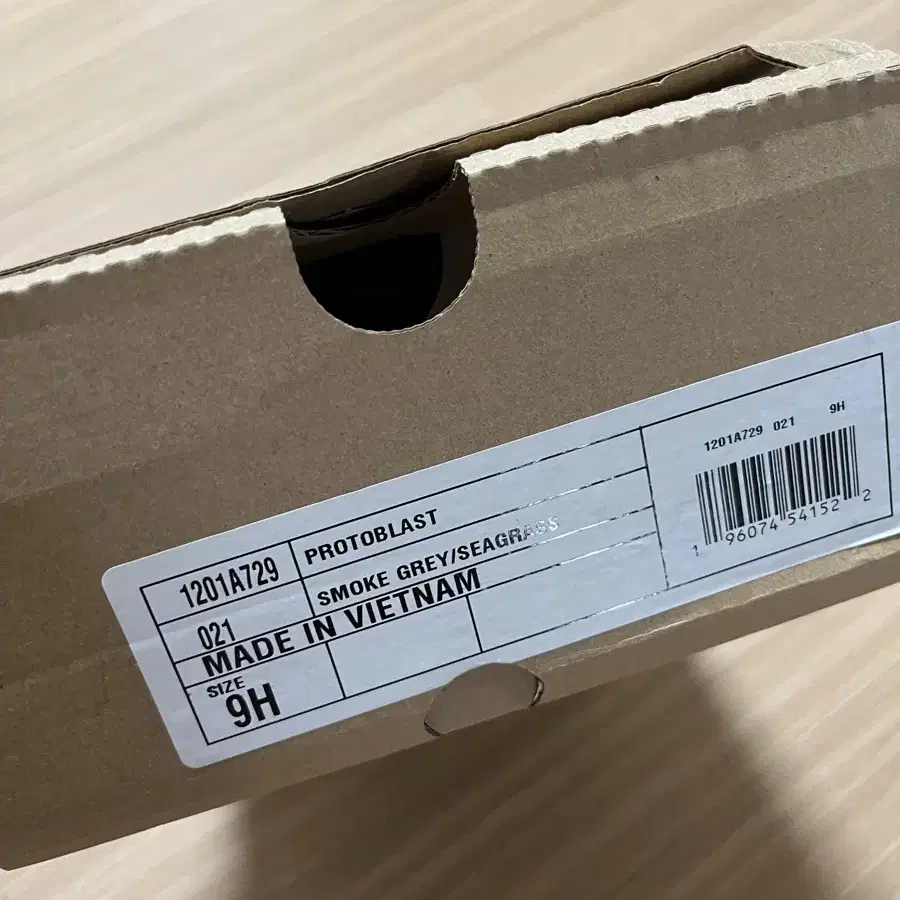 1201A729
PROTOBLAST
021
SMOKE GREY/SEAGRASS
MADE IN VIETNAM
SIZE
9H
1201A729 021 9H
1 96074 54152 2